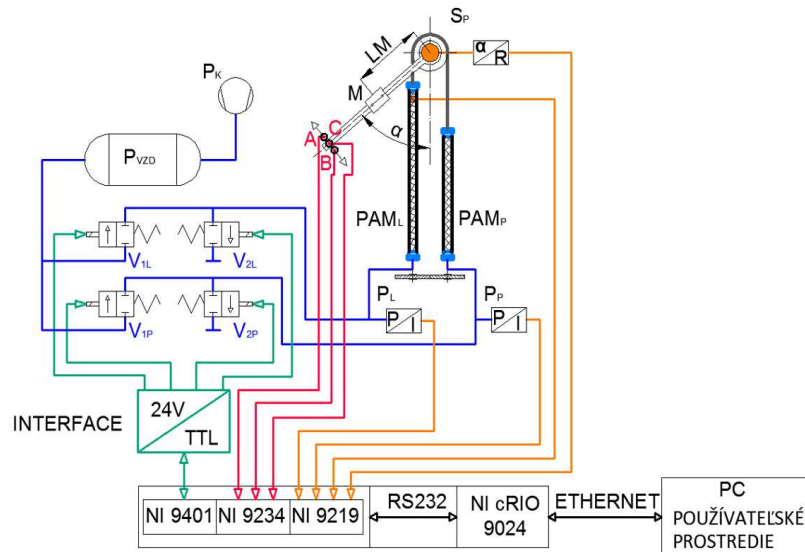 S_P
LM
α
R
P_K
M
A
C
B
α
P_VZD
PAM_L
PAM_P
V_1L
V_2L
P_L
P_P
P
I
P
I
V_1P
V_2P
INTERFACE
24V
TTL
NI 9401
NI 9234
NI 9219
RS232
NI cRIO
9024
ETHERNET
PC
POUŽÍVATEĽSKÉ
PROSTREDIE